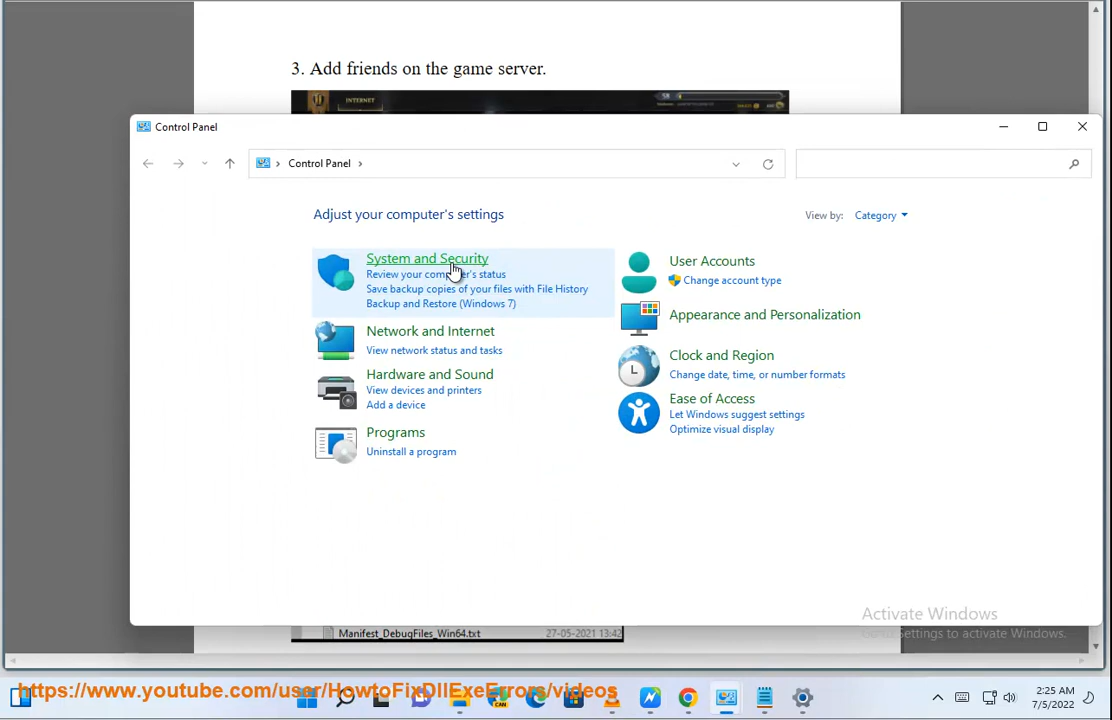 3. Add friends on the game server.
INTERNET
Control Panel
Control Panel
Adjust your computer's settings
View by: Category
System and Security
Review your computer's status
Save backup copies of your files with File History
Backup and Restore (Windows 7)
Network and Internet
View network status and tasks
Hardware and Sound
View devices and printers
Add a device
Programs
Uninstall a program
User Accounts
Change account type
Appearance and Personalization
Clock and Region
Change date, time, or number formats
Ease of Access
Let Windows suggest settings
Optimize visual display
Activate Windows
Settings to activate Windows.
Manifest_DebugFiles_Win64.txt 27-05-2021 13:42
https://www.youtube.com/user/HowtoFixDllExeErrors/videos
2:25 AM
7/5/2022